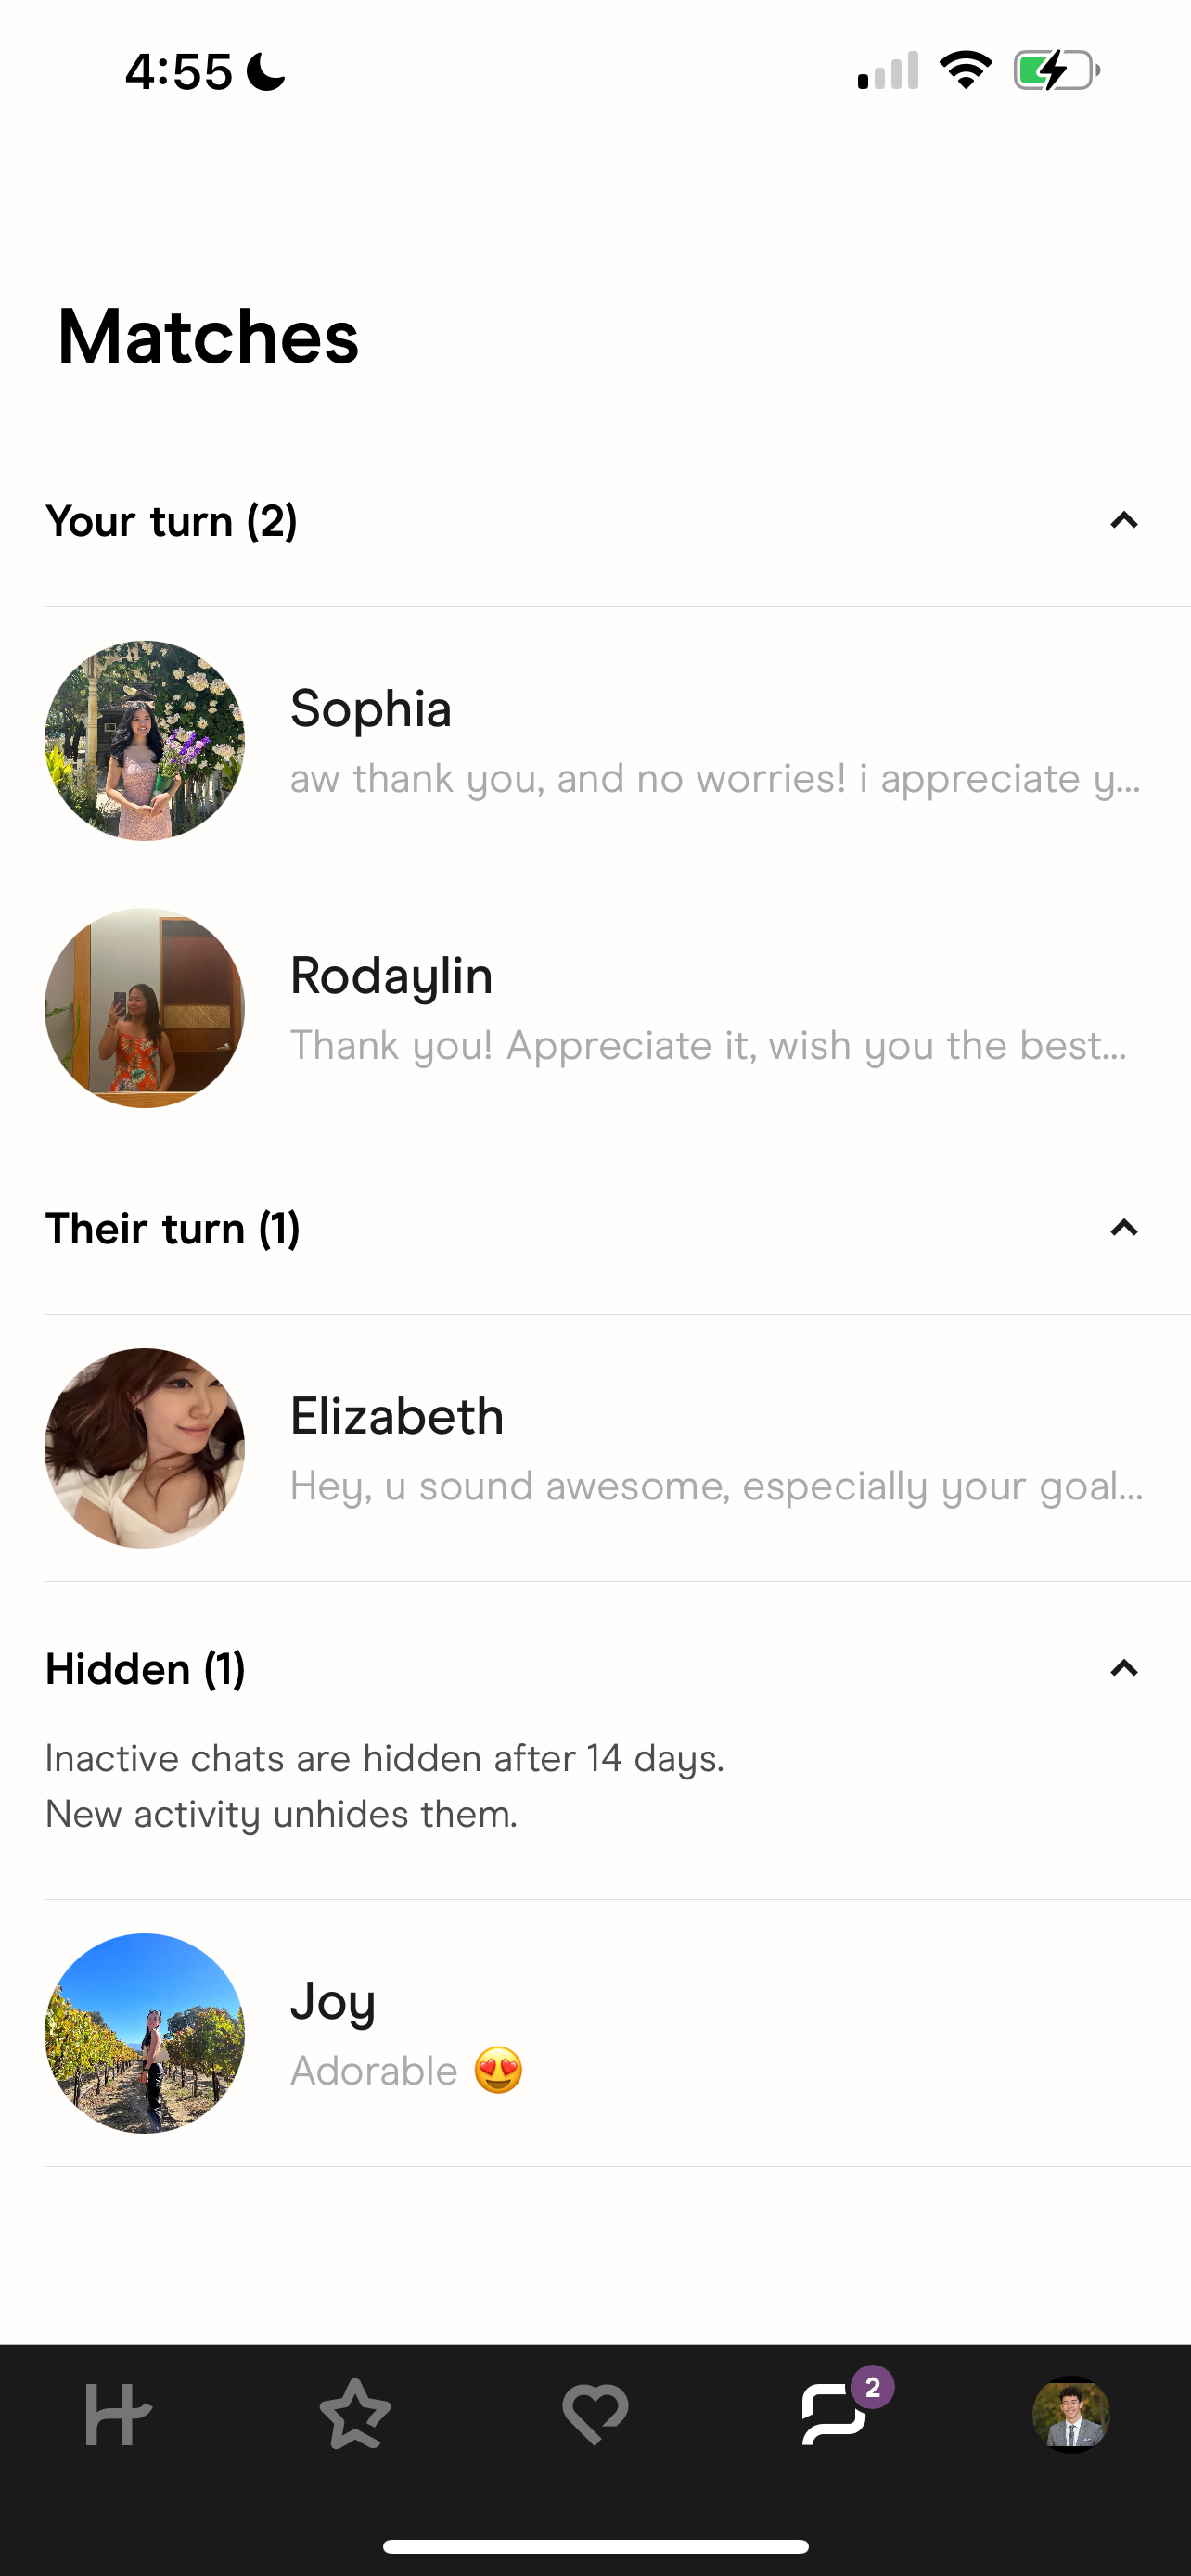 4:55
Matches
Your turn (2)
Sophia
aw thank you, and no worries! i appreciate y...
Rodaylin
Thank you! Appreciate it, wish you the best...
Their turn (1)
Elizabeth
Hey, u sound awesome, especially your goal...
Hidden (1)
Inactive chats are hidden after 14 days.
New activity unhides them.
Joy
Adorable 😍
H
2